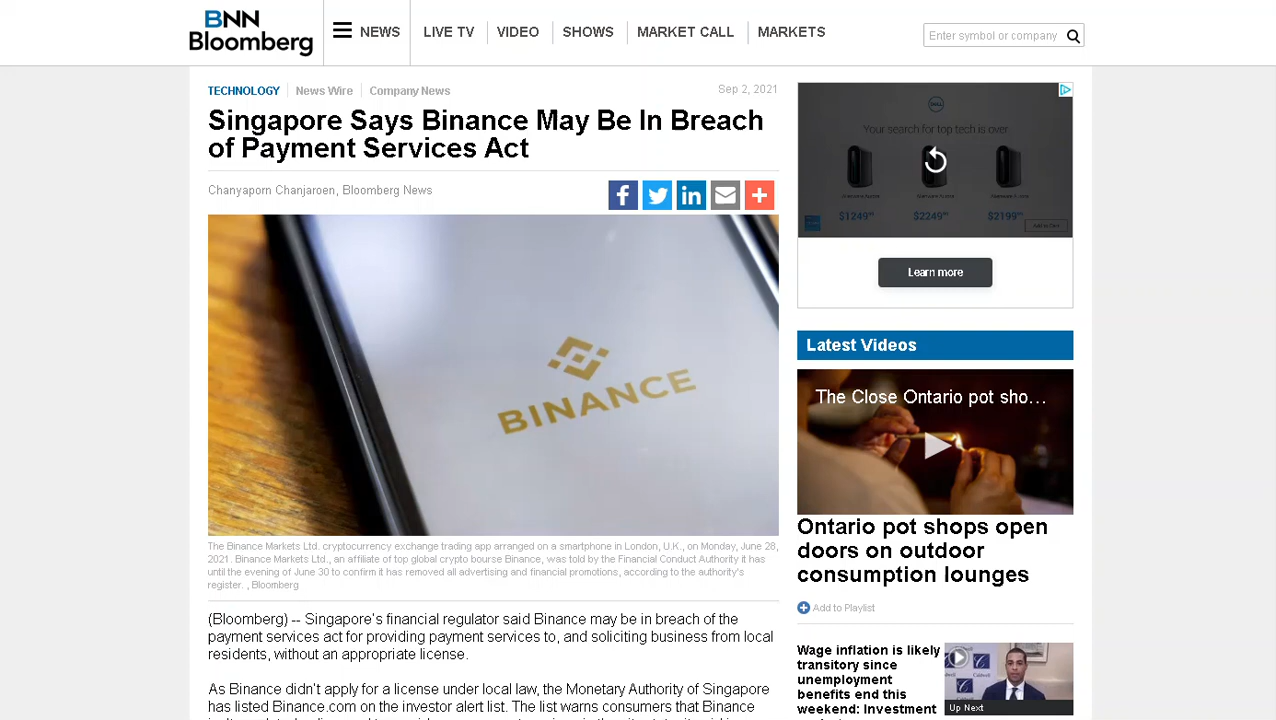 BNN
Bloomberg
NEWS
LIVE TV
VIDEO
SHOWS
MARKET CALL
MARKETS
Enter symbol or company
TECHNOLOGY
News Wire
Company News
Sep 2, 2021
Singapore Says Binance May Be In Breach
of Payment Services Act
Chanyaporn Chanjaroen, Bloomberg News
BINANCE
The Binance Markets Ltd. cryptocurrency exchange trading app arranged on a smartphone in London, U.K., on Monday, June 28,
2021. Binance Markets Ltd., an affiliate of top global crypto bourse Binance, was told by the Financial Conduct Authority it has
until the evening of June 30 to confirm it has removed all advertising and financial promotions, according to the authority's
register. , Bloomberg
(Bloomberg) -- Singapore's financial regulator said Binance may be in breach of the
payment services act for providing payment services to, and soliciting business from local
residents, without an appropriate license.
As Binance didn't apply for a license under local law, the Monetary Authority of Singapore
has listed Binance.com on the investor alert list. The list warns consumers that Binance
DELL
Your search for top tech is over
$1249
$2249
$2199
Learn more
Latest Videos
The Close Ontario pot sho...
Ontario pot shops open
doors on outdoor
consumption lounges
Add to Playlist
Wage inflation is likely
transitory since
unemployment
benefits end this
weekend: Investment
Up Next